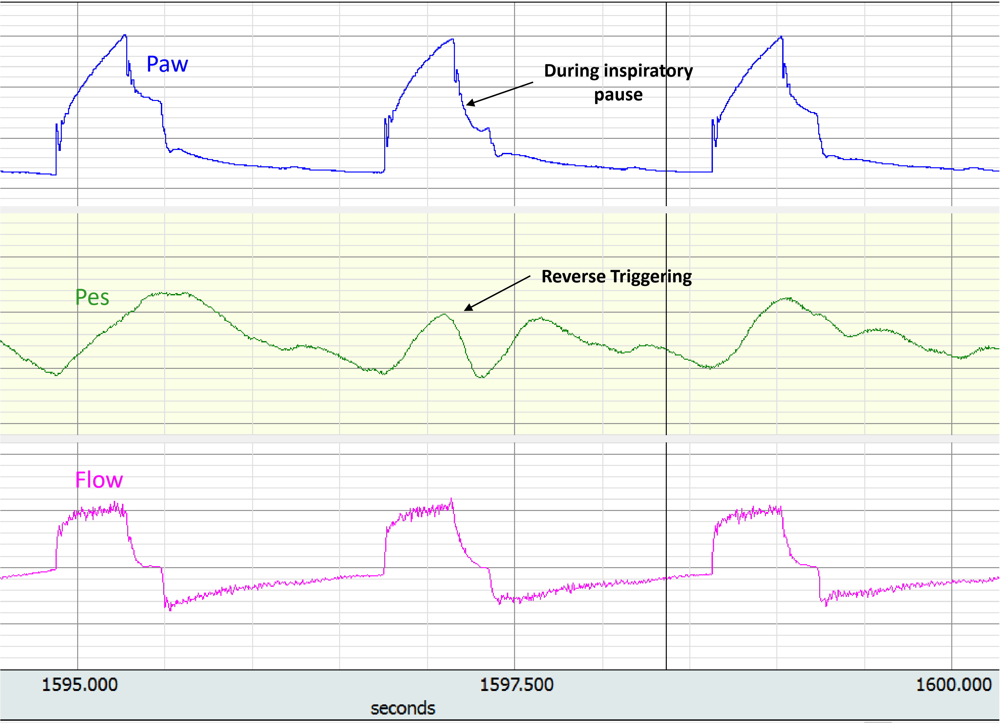 Paw
During inspiratory
pause
Reverse Triggering
Pes
Flow
1595.000
1597.500
1600.000
seconds